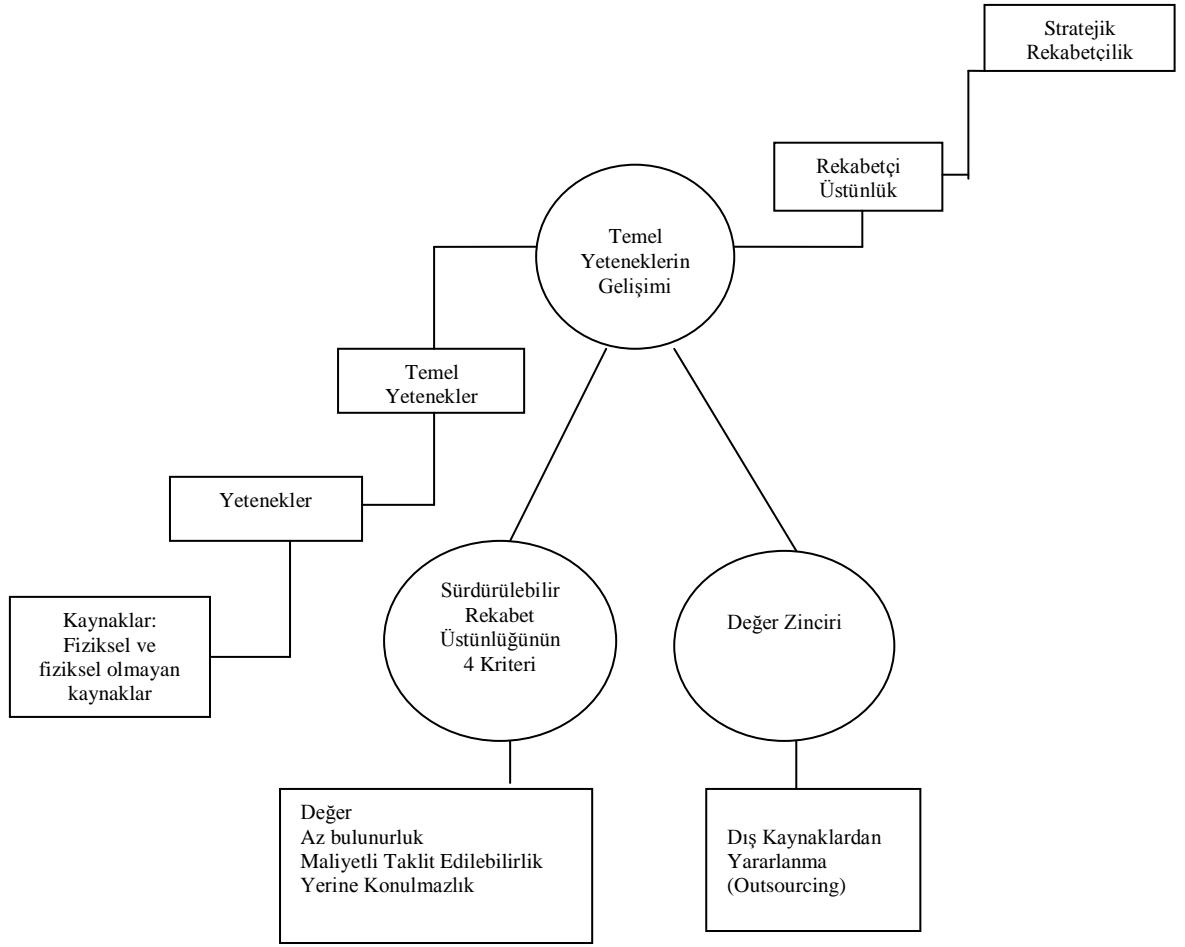 Stratejik
Rekabetçilik
Rekabetçi
Üstünlük
Temel
Yeteneklerin
Gelişimi
Temel
Yetenekler
Yetenekler
Kaynaklar:
Fiziksel ve
fiziksel olmayan
kaynaklar
Sürdürülebilir
Rekabet
Üstünlüğünün
4 Kriteri
Değer Zinciri
Değer
Az bulunurluk
Maliyetli Taklit Edilebilirlik
Yerine Konulmazlık
Dış Kaynaklardan
Yararlanma
(Outsourcing)